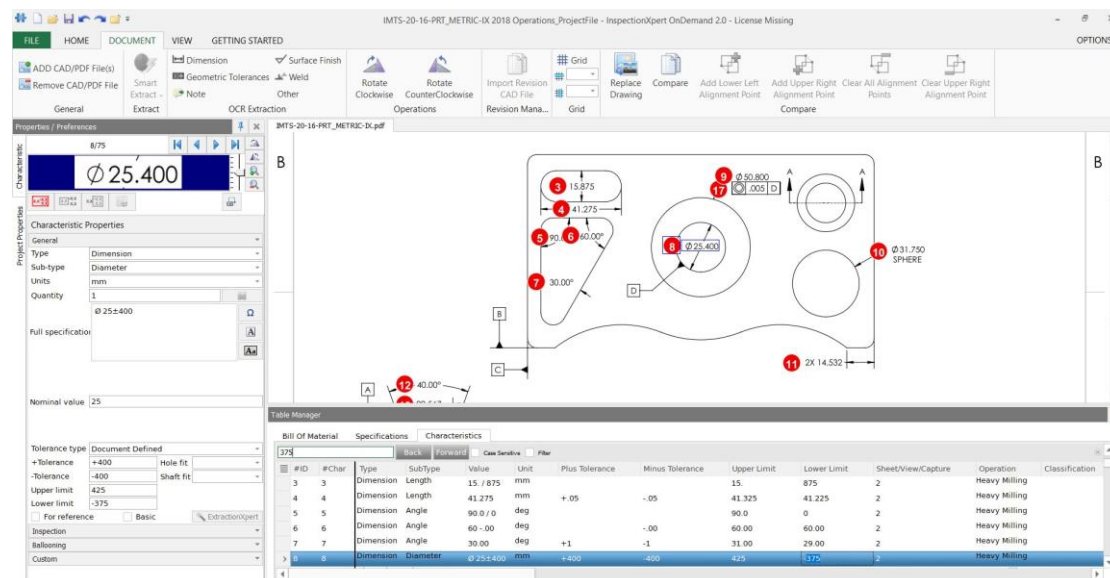 IMTS-20-16-PRT_METRIC-IX 2018 Operations_ProjectFile - InspectionXpert OnDemand 2.0 - License Missing
FILE HOME DOCUMENT VIEW GETTING STARTED OPTIONS
ADD CAD/PDF File(s)
Remove CAD/PDF File
General
Smart Extract
Extract
Dimension
Geometric Tolerances
Note
Surface Finish
Weld
Other
OCR Extraction
Rotate Clockwise
Rotate CounterClockwise
Operations
Import Revision CAD File
Revision Mana...
Grid
Grid
Replace Drawing
Compare
Add Lower Left Alignment Point
Add Upper Right Alignment Point
Clear All Alignment Points
Clear Upper Right Alignment Point
Compare
Properties / Preferences
IMTS-20-16-PRT_METRIC-IX.pdf
Characteristic
Project Properties
8/75
Ø 25.400
Characteristic Properties
General
Type Dimension
Sub-type Diameter
Units mm
Quantity 1
Full specification
Ø 25±400
Nominal value 25
Tolerance type Document Defined
+Tolerance +400 Hole fit
-Tolerance -400 Shaft fit
Upper limit 425
Lower limit -375
For reference Basic ExtractionXpert
Inspection
Ballooning
Custom
B
B
3 15.875
4 41.275
5 90.
6 60.00°
7 30.00°
8 Ø25.400
9 Ø 50.800
17 .005 D
A A
10 Ø 31.750
SPHERE
D
B
C
11 2X 14.532
A
12 40.00°
Table Manager
Bill Of Material Specifications Characteristics
375 Back Forward Case Sensitive Filter
#ID #Char Type SubType Value Unit Plus Tolerance Minus Tolerance Upper Limit Lower Limit Sheet/View/Capture Operation Classification
3 3 Dimension Length 15. / 875 mm 15. 875 2 Heavy Milling
4 4 Dimension Length 41.275 mm +.05 -.05 41.325 41.225 2 Heavy Milling
5 5 Dimension Angle 90.0 / 0 deg 90.0 0 2 Heavy Milling
6 6 Dimension Angle 60 -.00 deg -.00 60.00 60.00 2 Heavy Milling
7 7 Dimension Angle 30.00 deg +1 -1 31.00 29.00 2 Heavy Milling
8 8 Dimension Diameter Ø 25±400 mm +400 -400 425 -375 2 Heavy Milling